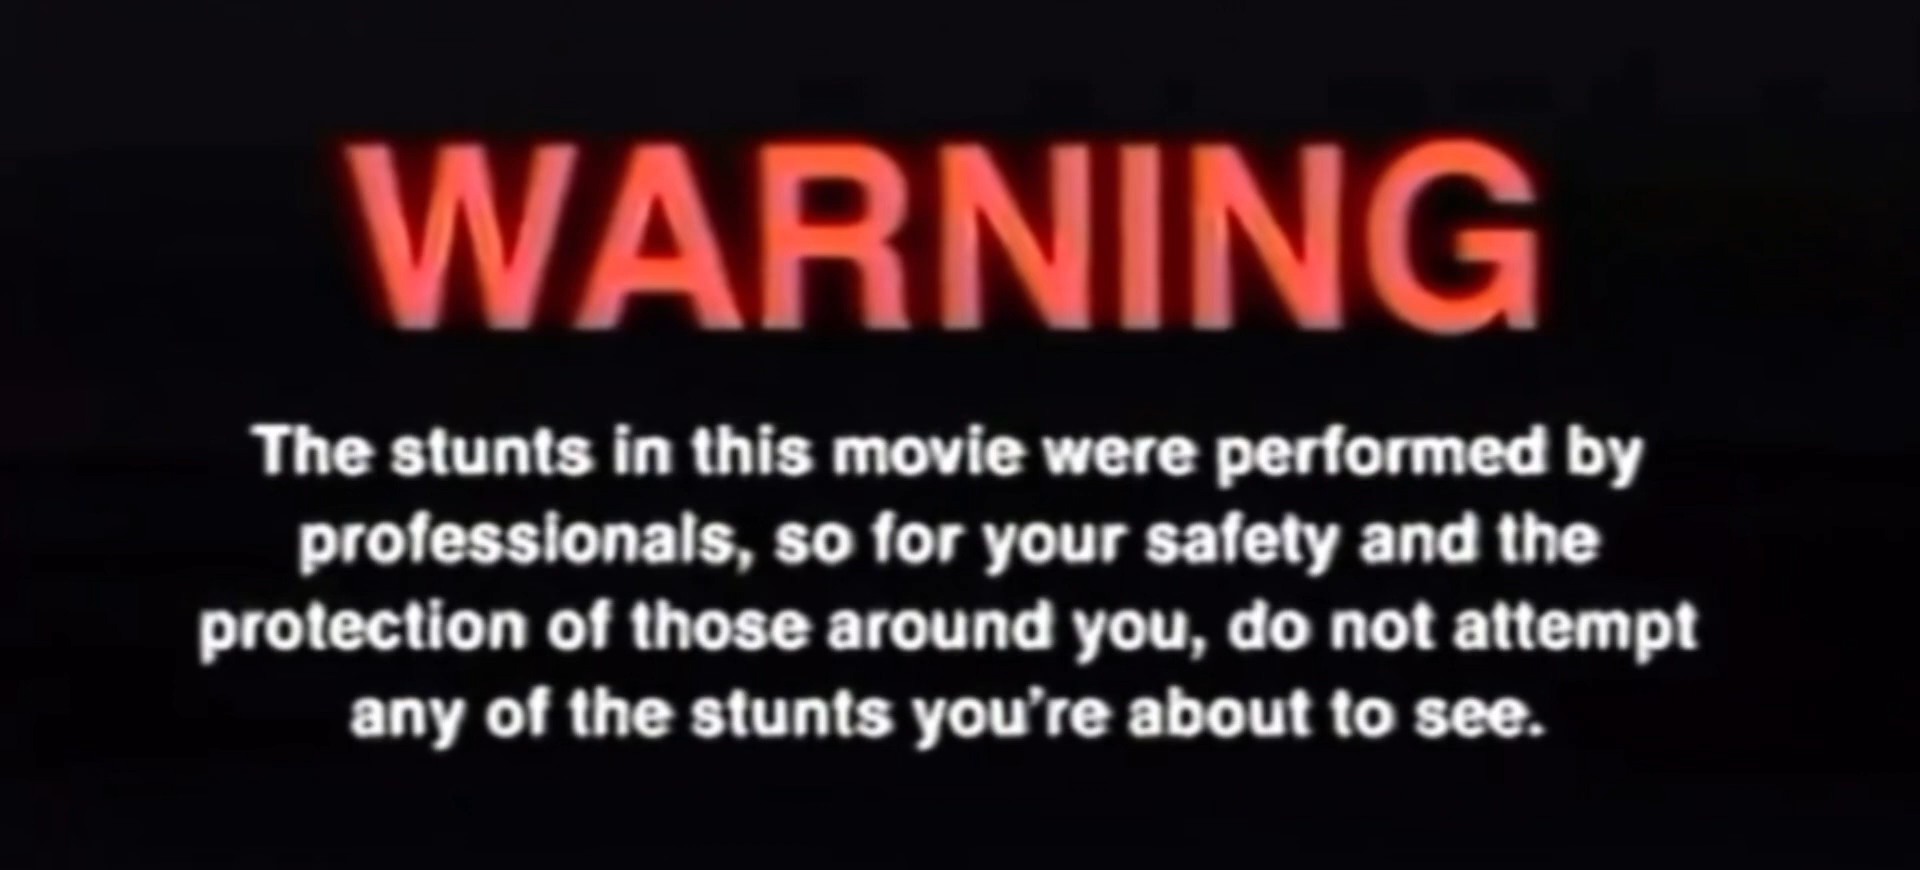 WARNING
The stunts in this movie were performed by
professionals, so for your safety and the
protection of those around you, do not attempt
any of the stunts you're about to see.